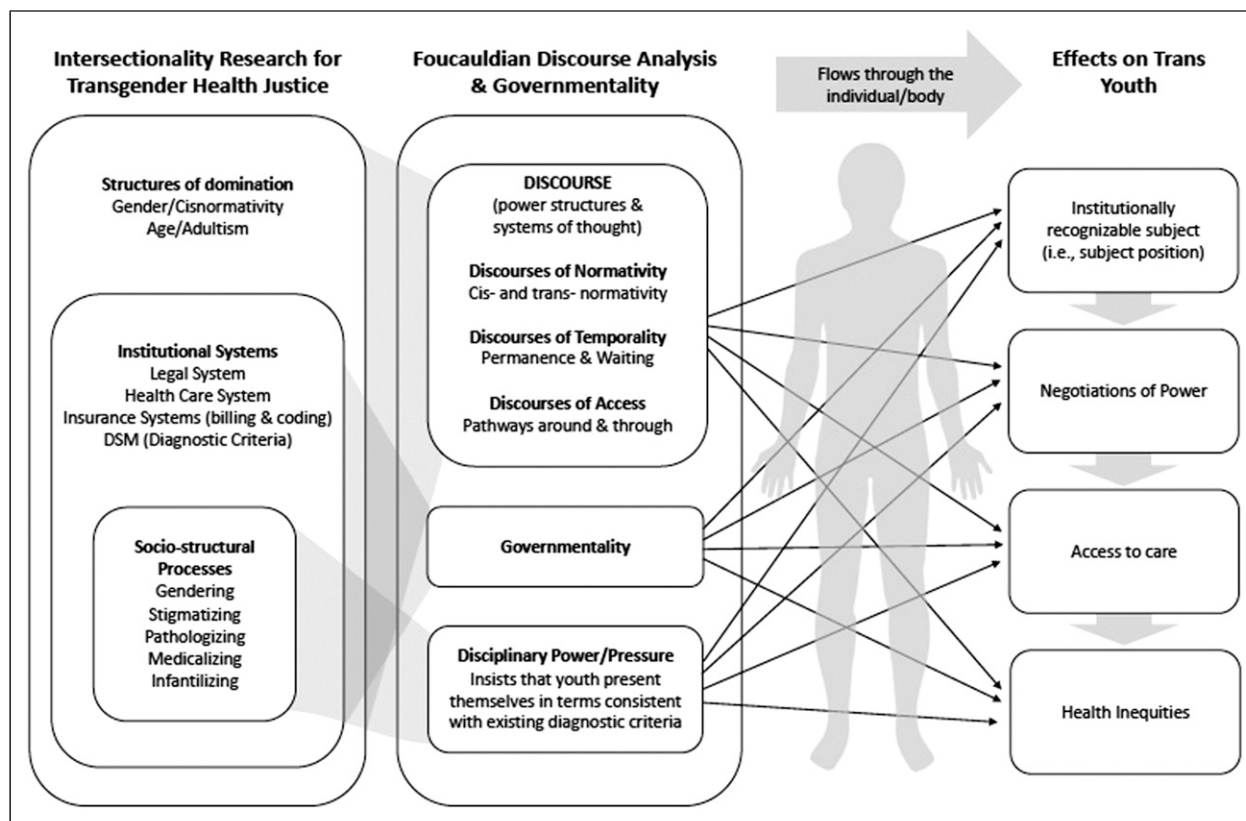 Intersectionality Research for
Transgender Health Justice
Structures of domination
Gender/Cisnormativity
Age/Adultism
Institutional Systems
Legal System
Health Care System
Insurance Systems (billing & coding)
DSM (Diagnostic Criteria)
Socio-structural
Processes
Gendering
Stigmatizing
Pathologizing
Medicalizing
Infantilizing
Foucauldian Discourse Analysis
& Governmentality
DISCOURSE
(power structures &
systems of thought)
Discourses of Normativity
Cis- and trans- normativity
Discourses of Temporality
Permanence & Waiting
Discourses of Access
Pathways around & through
Governmentality
Disciplinary Power/Pressure
Insists that youth present
themselves in terms consistent
with existing diagnostic criteria
Flows through the
individual/body
Effects on Trans
Youth
Institutionally
recognizable subject
(i.e., subject position)
Negotiations of Power
Access to care
Health Inequities